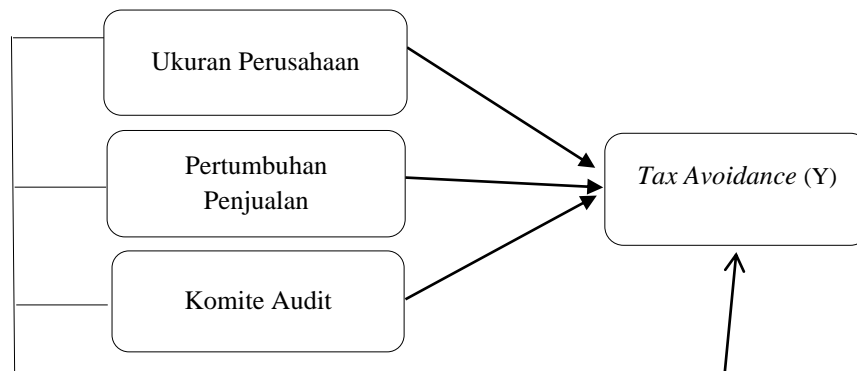 Ukuran Perusahaan
Pertumbuhan
Penjualan
Komite Audit
Tax Avoidance (Y)